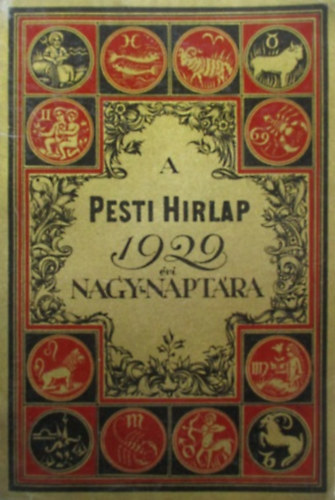 A
PESTI HIRLAP
1929
évi
NAGY-NAPTÁRA